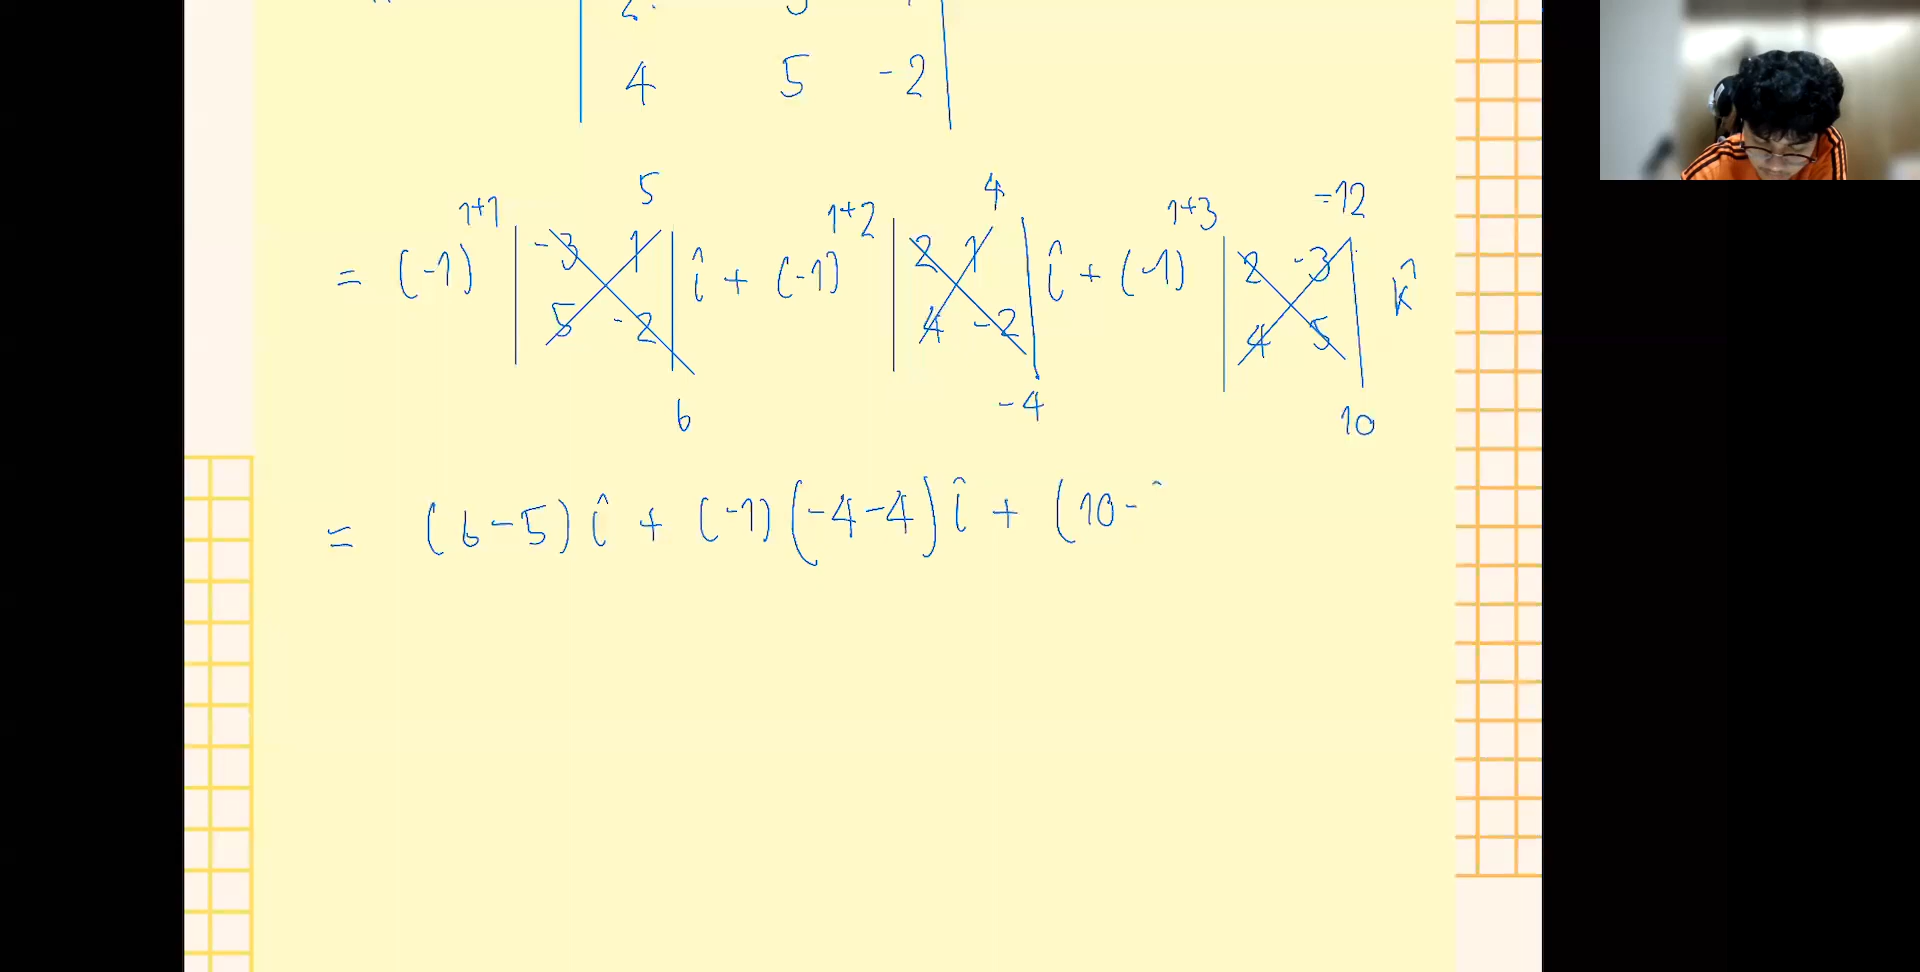 4 5 -2
= (-1)^{1+1} | -3 1 5 -2 | î + (-1)^{1+2} | 2 1 4 -2 | î + (-1)^{1+3} | 2 -3 4 5 | k̂
5 4 -12
6 -4 10
= (6-5) î + (-1)(-4-4) î + (10-